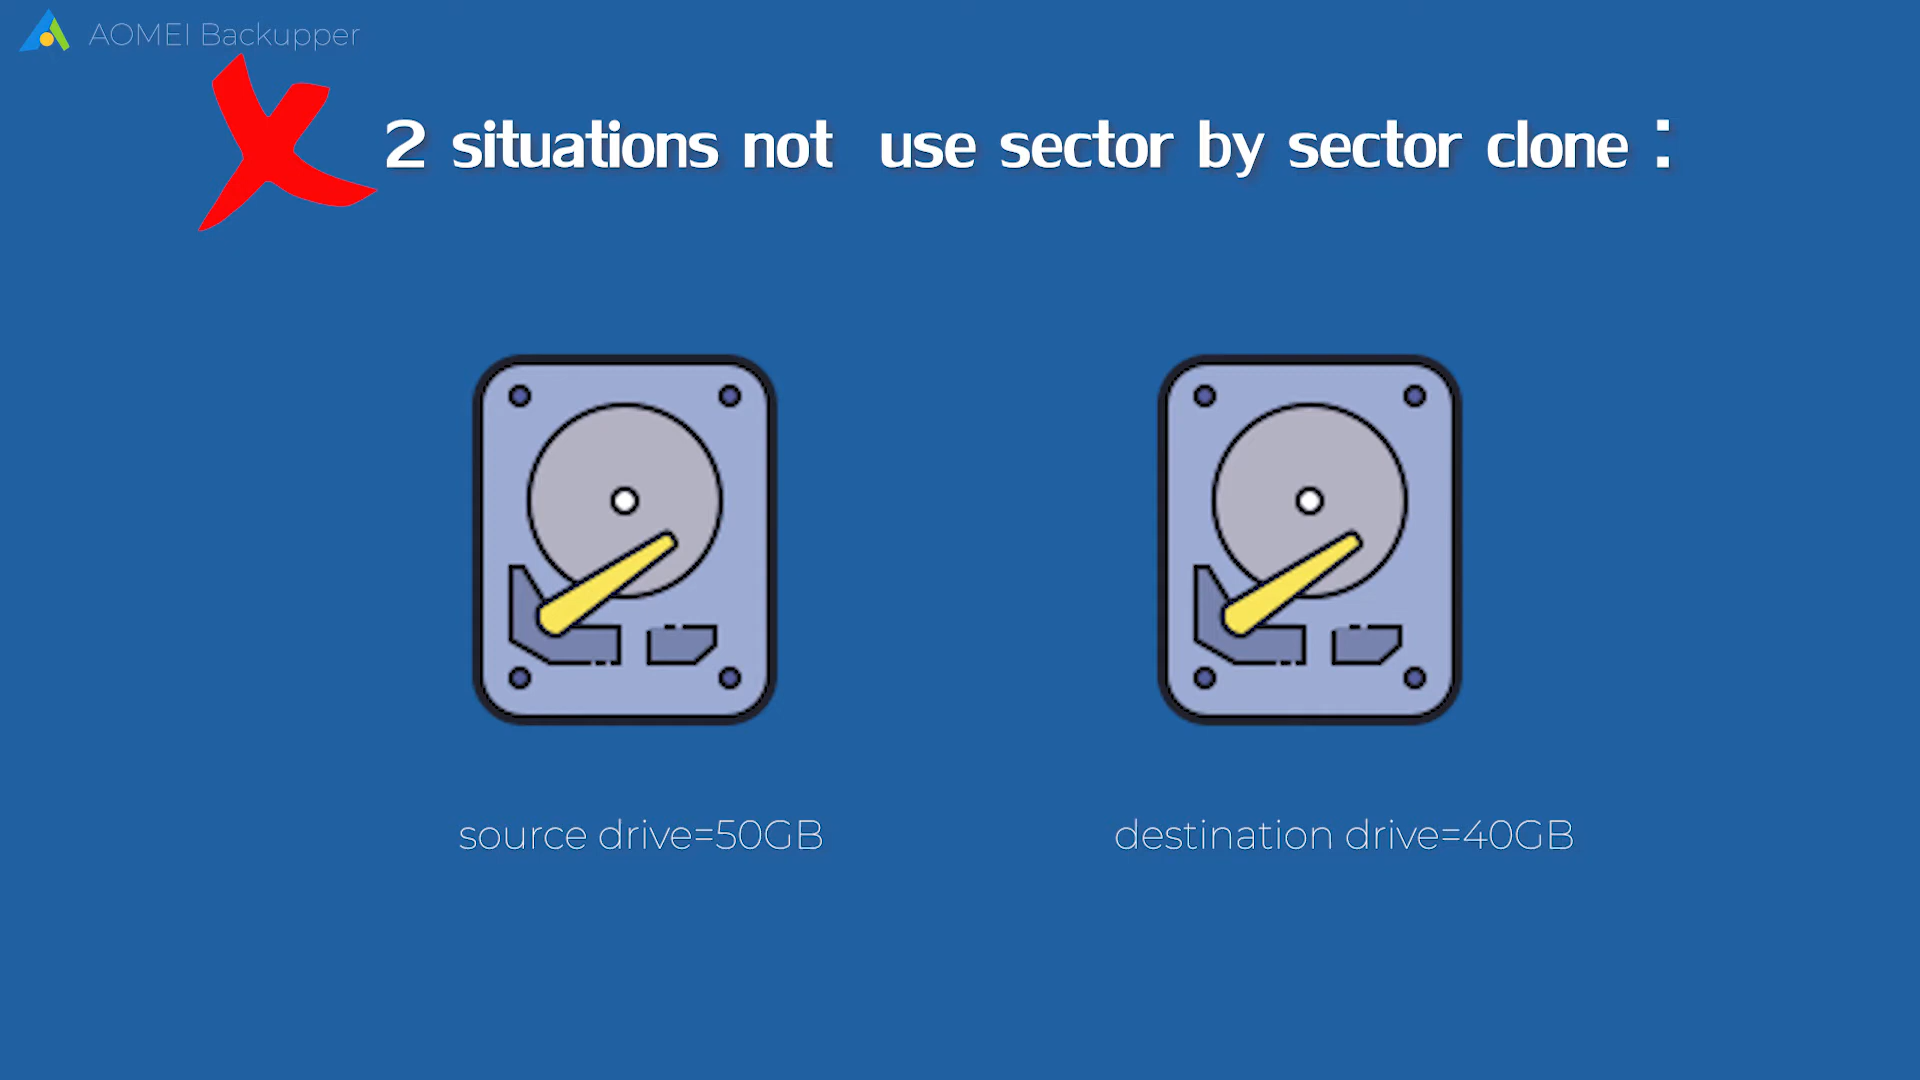 AOMEI Backupper
2 situations not use sector by sector clone :
source drive=50GB
destination drive=40GB